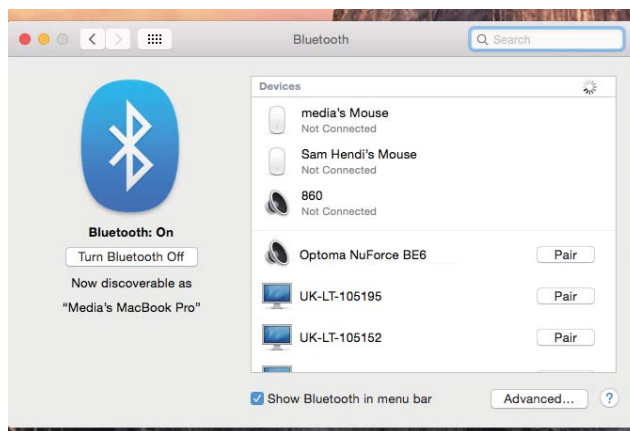 Bluetooth
Search
Devices
media's Mouse
Not Connected
Sam Hendi's Mouse
Not Connected
860
Not Connected
Optoma NuForce BE6
Pair
UK-LT-105195
Pair
UK-LT-105152
Pair
Bluetooth: On
Turn Bluetooth Off
Now discoverable as
“Media's MacBook Pro”
Show Bluetooth in menu bar
Advanced...
?